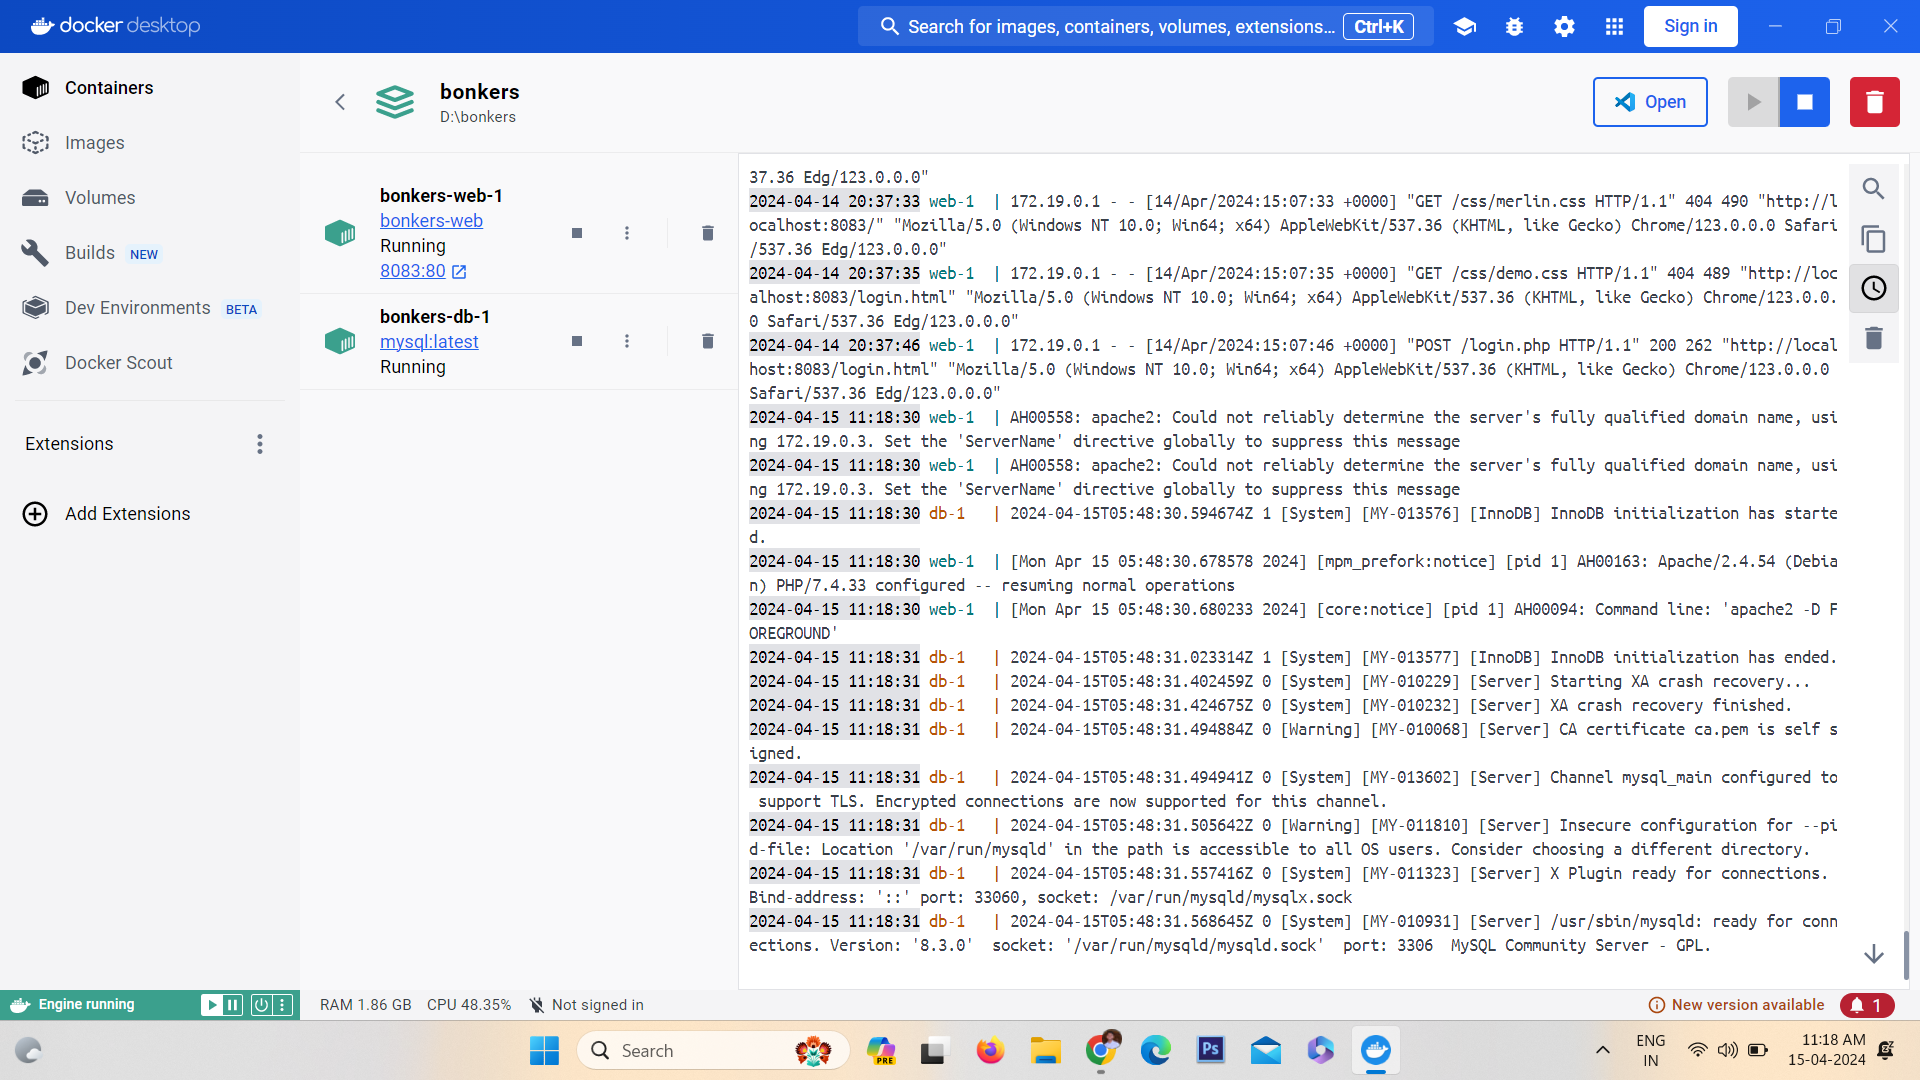 docker desktop
Search for images, containers, volumes, extensions... Ctrl+K
Sign in
Containers
Images
Volumes
Builds NEW
Dev Environments BETA
Docker Scout
Extensions
Add Extensions
bonkers
D:\bonkers
Open
bonkers-web-1
bonkers-web
Running
8083:80
bonkers-db-1
mysql:latest
Running
37.36 Edg/123.0.0.0"
2024-04-14 20:37:33 web-1 | 172.19.0.1 - - [14/Apr/2024:15:07:33 +0000] "GET /css/merlin.css HTTP/1.1" 404 490 "http://l
ocalhost:8083/" "Mozilla/5.0 (Windows NT 10.0; Win64; x64) AppleWebKit/537.36 (KHTML, like Gecko) Chrome/123.0.0.0 Safari
/537.36 Edg/123.0.0.0"
2024-04-14 20:37:35 web-1 | 172.19.0.1 - - [14/Apr/2024:15:07:35 +0000] "GET /css/demo.css HTTP/1.1" 404 489 "http://loc
alhost:8083/login.html" "Mozilla/5.0 (Windows NT 10.0; Win64; x64) AppleWebKit/537.36 (KHTML, like Gecko) Chrome/123.0.0.
0 Safari/537.36 Edg/123.0.0.0"
2024-04-14 20:37:46 web-1 | 172.19.0.1 - - [14/Apr/2024:15:07:46 +0000] "POST /login.php HTTP/1.1" 200 262 "http://local
host:8083/login.html" "Mozilla/5.0 (Windows NT 10.0; Win64; x64) AppleWebKit/537.36 (KHTML, like Gecko) Chrome/123.0.0.0
Safari/537.36 Edg/123.0.0.0"
2024-04-15 11:18:30 web-1 | AH00558: apache2: Could not reliably determine the server's fully qualified domain name, usi
ng 172.19.0.3. Set the 'ServerName' directive globally to suppress this message
2024-04-15 11:18:30 web-1 | AH00558: apache2: Could not reliably determine the server's fully qualified domain name, usi
ng 172.19.0.3. Set the 'ServerName' directive globally to suppress this message
2024-04-15 11:18:30 db-1 | 2024-04-15T05:48:30.594674Z 1 [System] [MY-013576] [InnoDB] InnoDB initialization has starte
d.
2024-04-15 11:18:30 web-1 | [Mon Apr 15 05:48:30.678578 2024] [mpm_prefork:notice] [pid 1] AH00163: Apache/2.4.54 (Debia
n) PHP/7.4.33 configured -- resuming normal operations
2024-04-15 11:18:30 web-1 | [Mon Apr 15 05:48:30.680233 2024] [core:notice] [pid 1] AH00094: Command line: 'apache2 -D F
OREGROUND'
2024-04-15 11:18:31 db-1 | 2024-04-15T05:48:31.023314Z 1 [System] [MY-013577] [InnoDB] InnoDB initialization has ended.
2024-04-15 11:18:31 db-1 | 2024-04-15T05:48:31.402459Z 0 [System] [MY-010229] [Server] Starting XA crash recovery...
2024-04-15 11:18:31 db-1 | 2024-04-15T05:48:31.424675Z 0 [System] [MY-010232] [Server] XA crash recovery finished.
2024-04-15 11:18:31 db-1 | 2024-04-15T05:48:31.494884Z 0 [Warning] [MY-010068] [Server] CA certificate ca.pem is self s
igned.
2024-04-15 11:18:31 db-1 | 2024-04-15T05:48:31.494941Z 0 [System] [MY-013602] [Server] Channel mysql_main configured to
support TLS. Encrypted connections are now supported for this channel.
2024-04-15 11:18:31 db-1 | 2024-04-15T05:48:31.505642Z 0 [Warning] [MY-011810] [Server] Insecure configuration for --pi
d-file: Location '/var/run/mysqld' in the path is accessible to all OS users. Consider choosing a different directory.
2024-04-15 11:18:31 db-1 | 2024-04-15T05:48:31.557416Z 0 [System] [MY-011323] [Server] X Plugin ready for connections.
Bind-address: '::' port: 33060, socket: /var/run/mysqld/mysqlx.sock
2024-04-15 11:18:31 db-1 | 2024-04-15T05:48:31.568645Z 0 [System] [MY-010931] [Server] /usr/sbin/mysqld: ready for conn
ections. Version: '8.3.0' socket: '/var/run/mysqld/mysqld.sock' port: 3306 MySQL Community Server - GPL.
Engine running
RAM 1.86 GB CPU 48.35% Not signed in
New version available
1
Search
PRE
Ps
ENG
IN
11:18 AM
15-04-2024